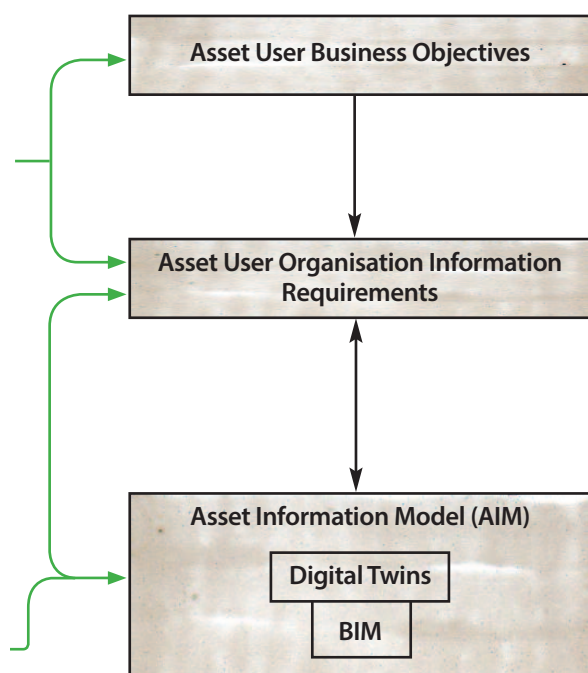 Asset User Business Objectives
Asset User Organisation Information
Requirements
Asset Information Model (AIM)
Digital Twins
BIM